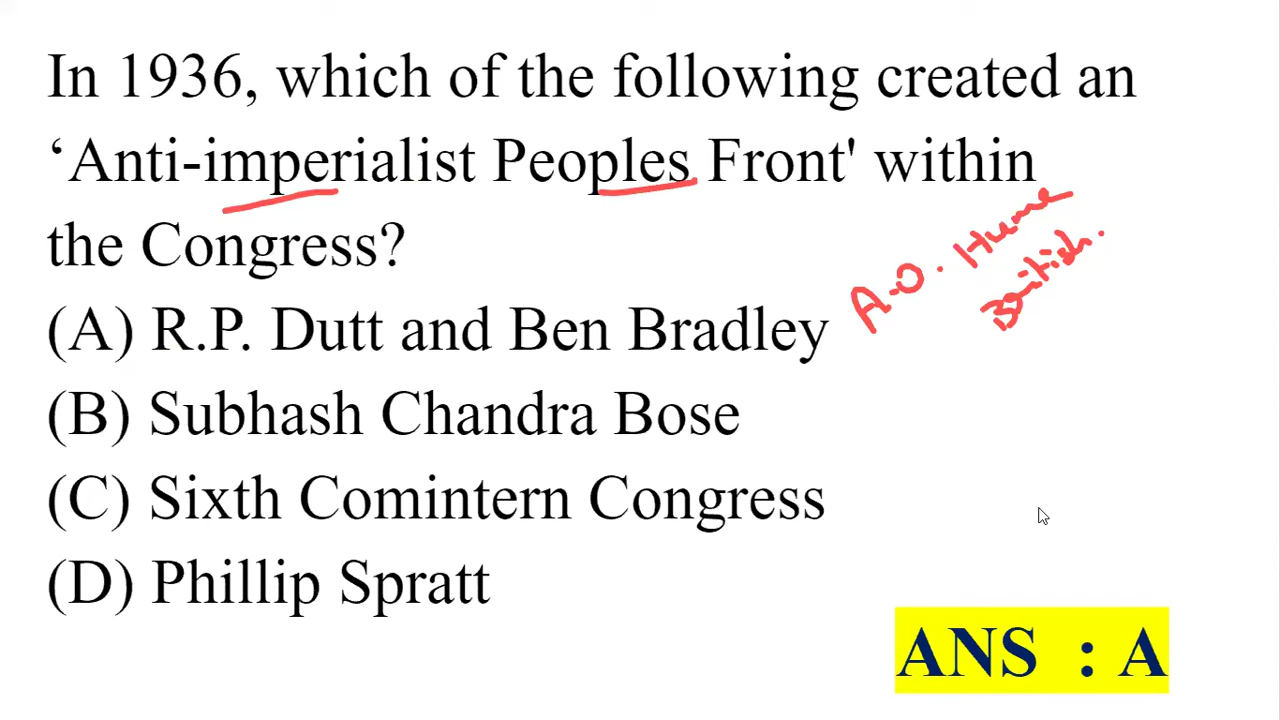 In 1936, which of the following created an
‘Anti-imperialist Peoples Front' within
the Congress?
A.O. Hume
British.
(A) R.P. Dutt and Ben Bradley
(B) Subhash Chandra Bose
(C) Sixth Comintern Congress
(D) Phillip Spratt
ANS : A